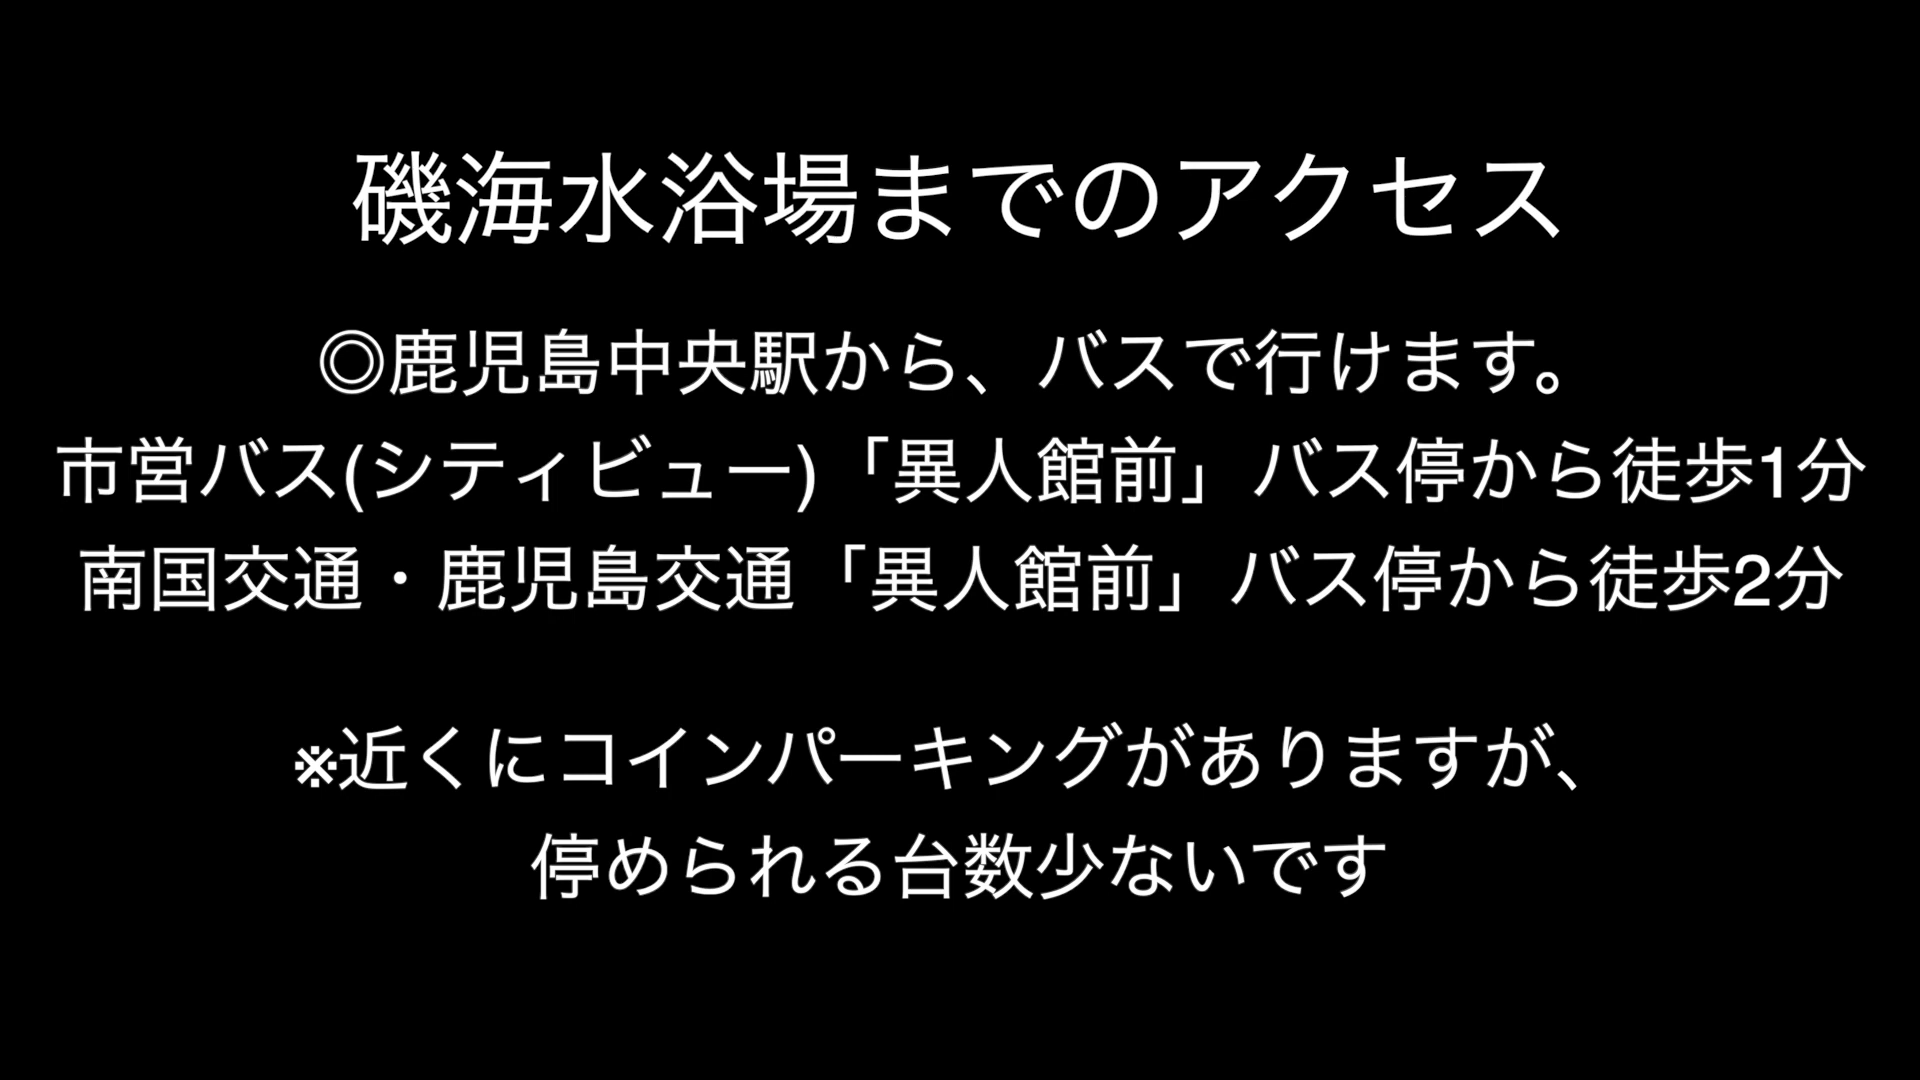 磯海水浴場までのアクセス
◎鹿児島中央駅から、バスで行けます。
市営バス(シティビュー)「異人館前」バス停から徒歩1分
南国交通・鹿児島交通「異人館前」バス停から徒歩2分
※近くにコインパーキングがありますが、
停められる台数少ないです